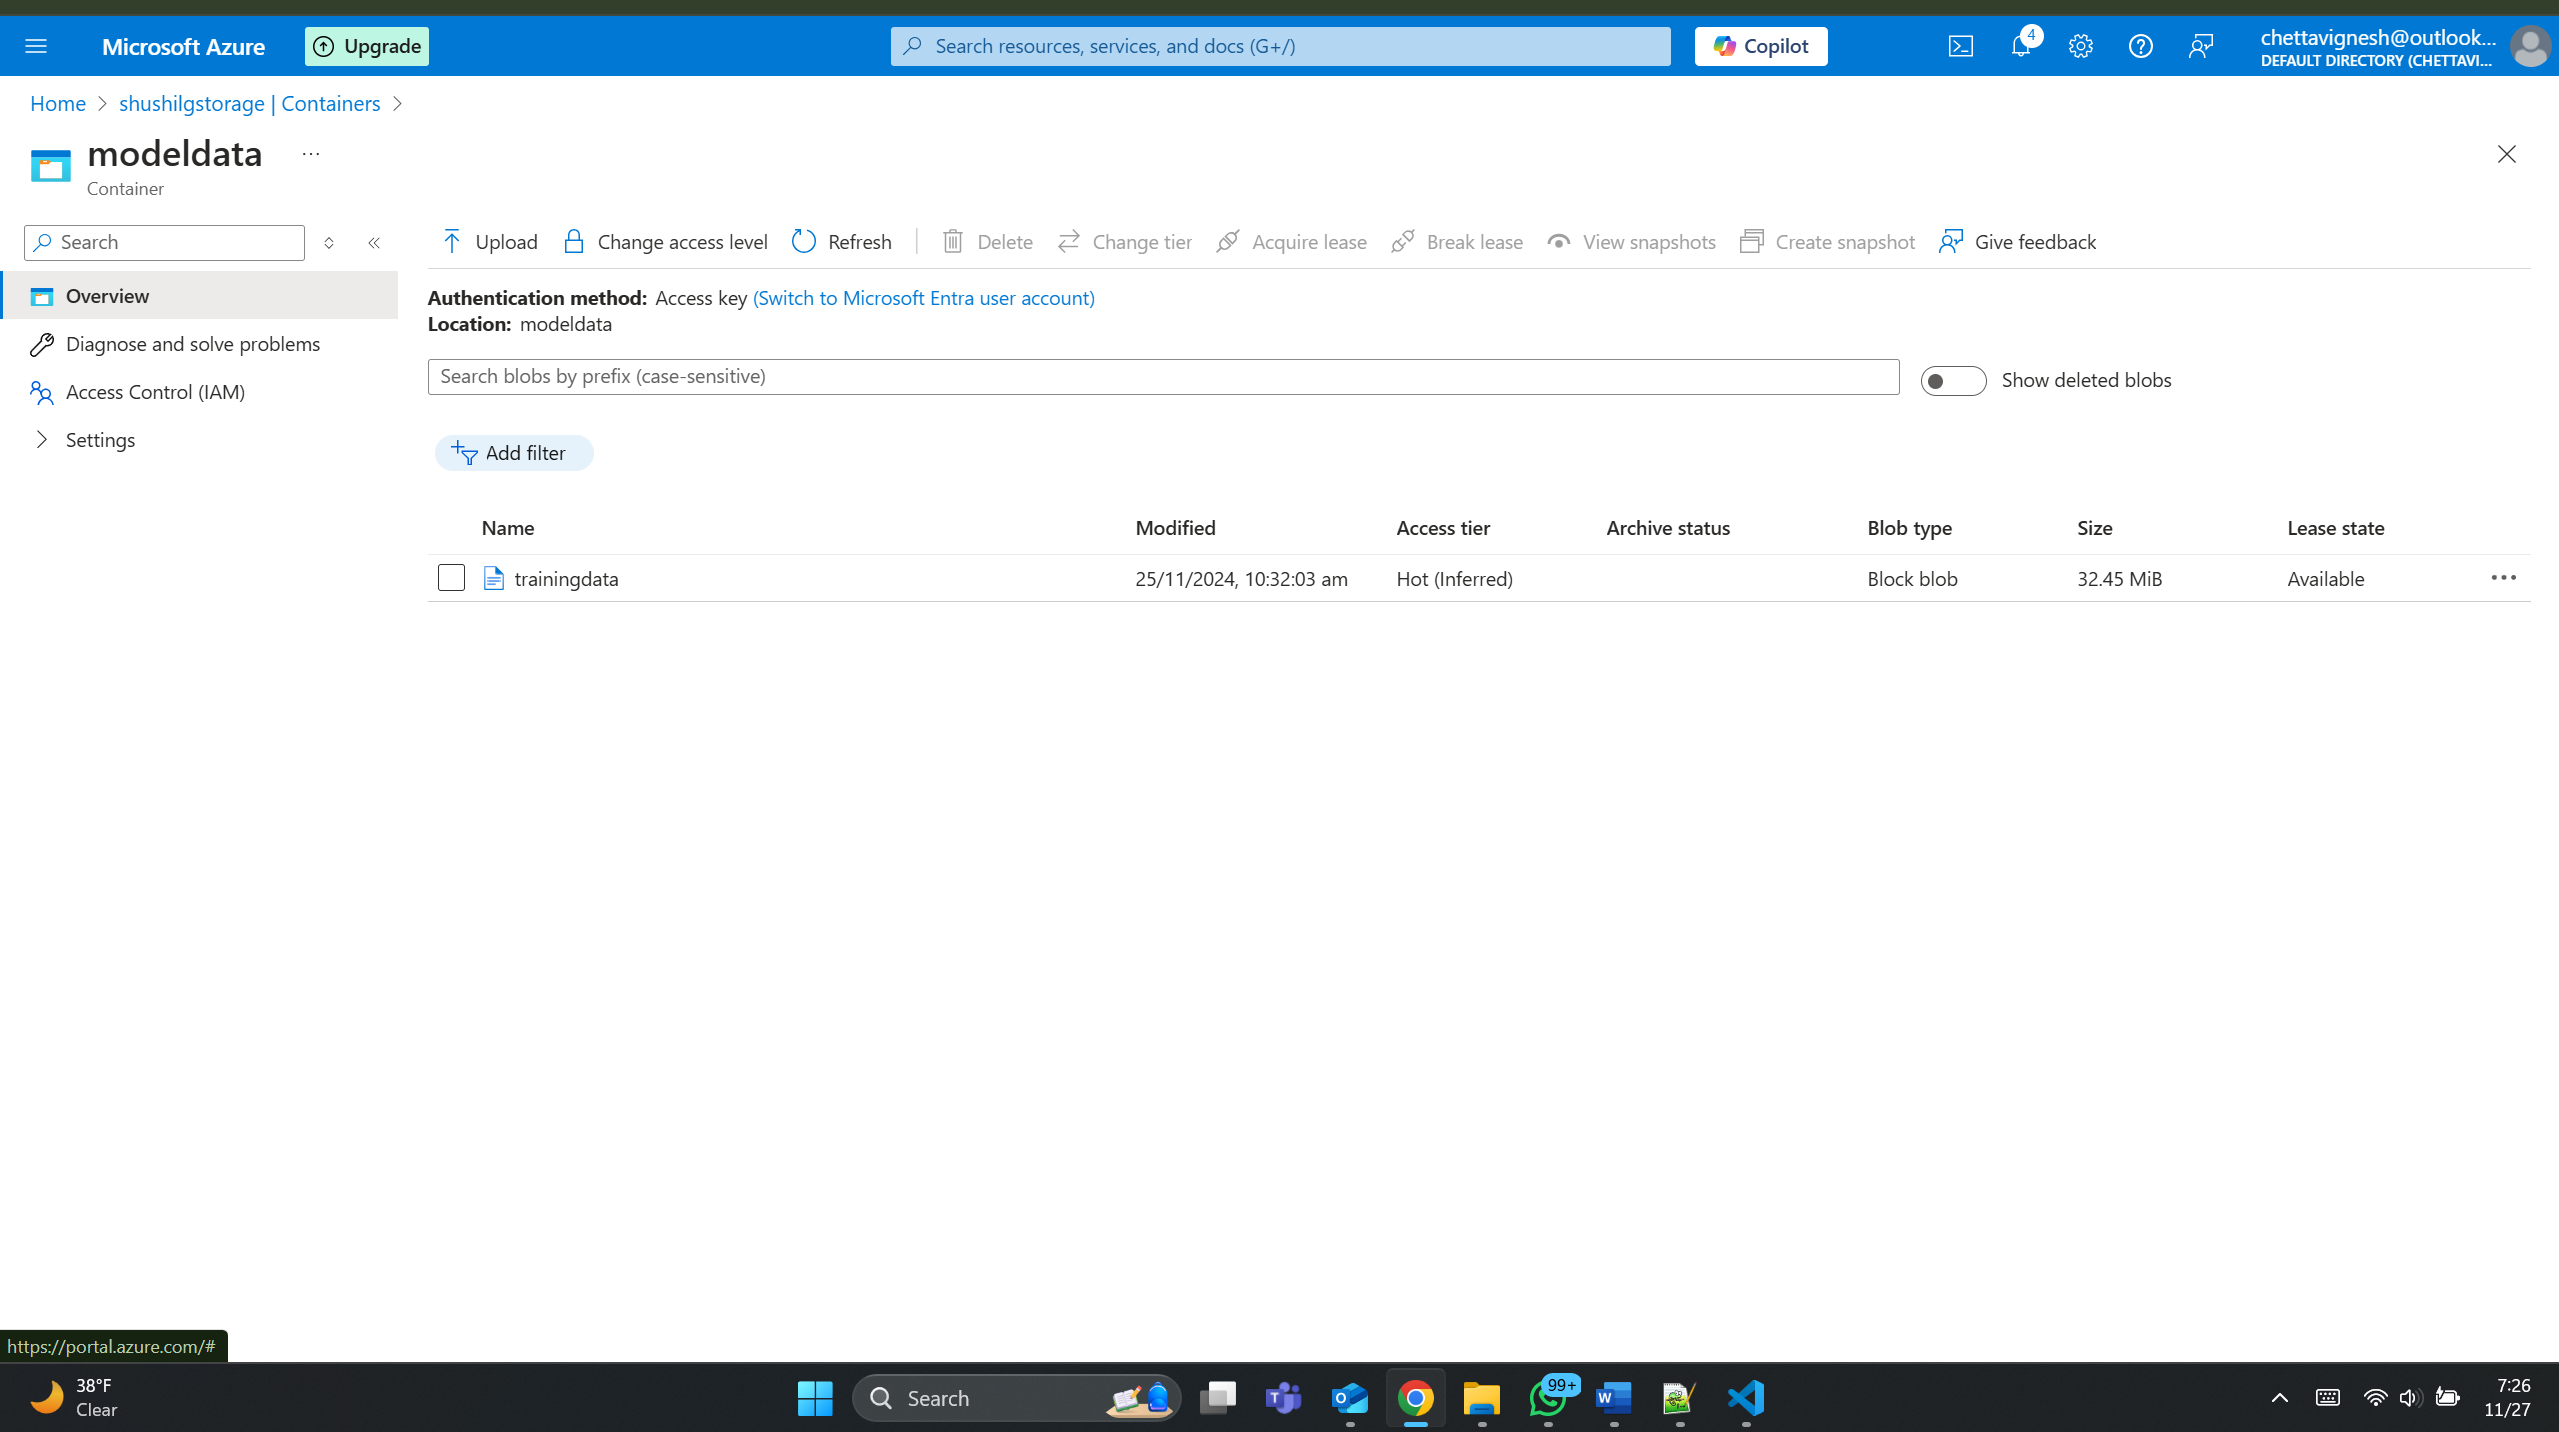 Microsoft Azure
Upgrade
Search resources, services, and docs (G+/)
Copilot
4
chettavignesh@outlook...
DEFAULT DIRECTORY (CHETTAVI...
Home > shushilgstorage | Containers >
modeldata ...
Container
Search
Upload
Change access level
Refresh
Delete
Change tier
Acquire lease
Break lease
View snapshots
Create snapshot
Give feedback
Overview
Diagnose and solve problems
Access Control (IAM)
Settings
Authentication method: Access key (Switch to Microsoft Entra user account)
Location: modeldata
Search blobs by prefix (case-sensitive)
Show deleted blobs
Add filter
Name Modified Access tier Archive status Blob type Size Lease state
trainingdata 25/11/2024, 10:32:03 am Hot (Inferred) Block blob 32.45 MiB Available
https://portal.azure.com/#
38°F
Clear
Search
99+
7:26
11/27